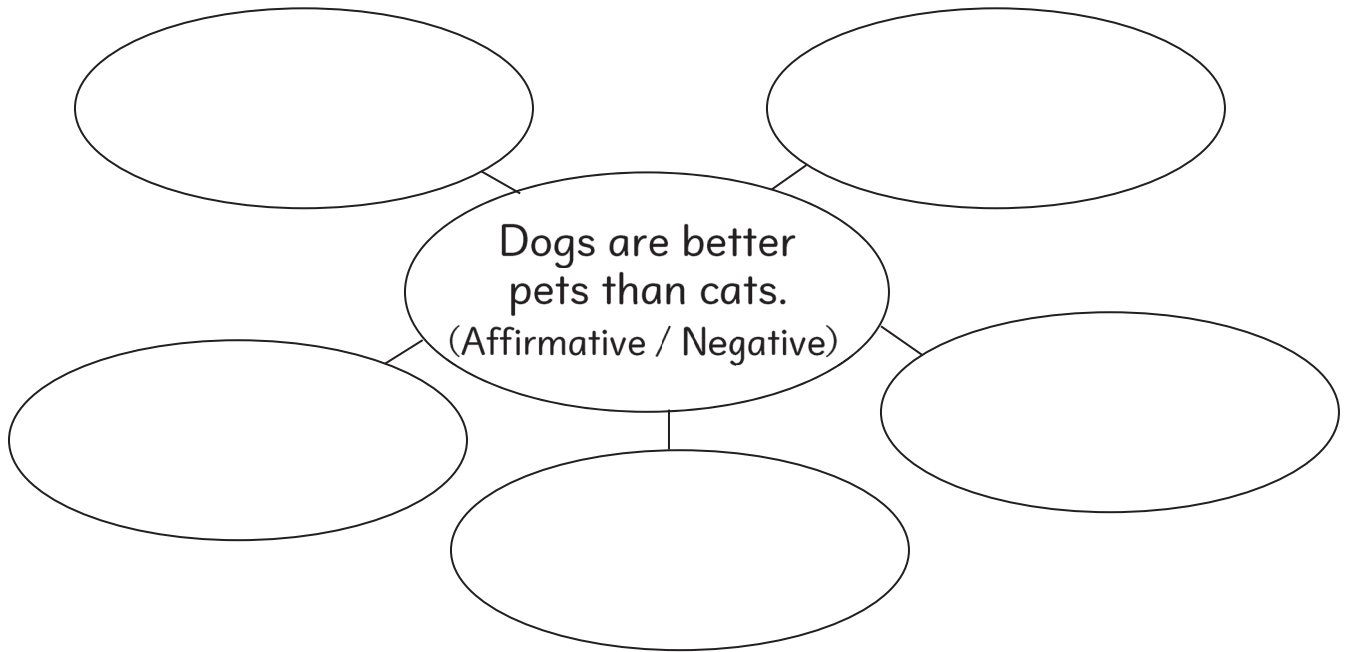 Dogs are better
pets than cats.
(Affirmative / Negative)